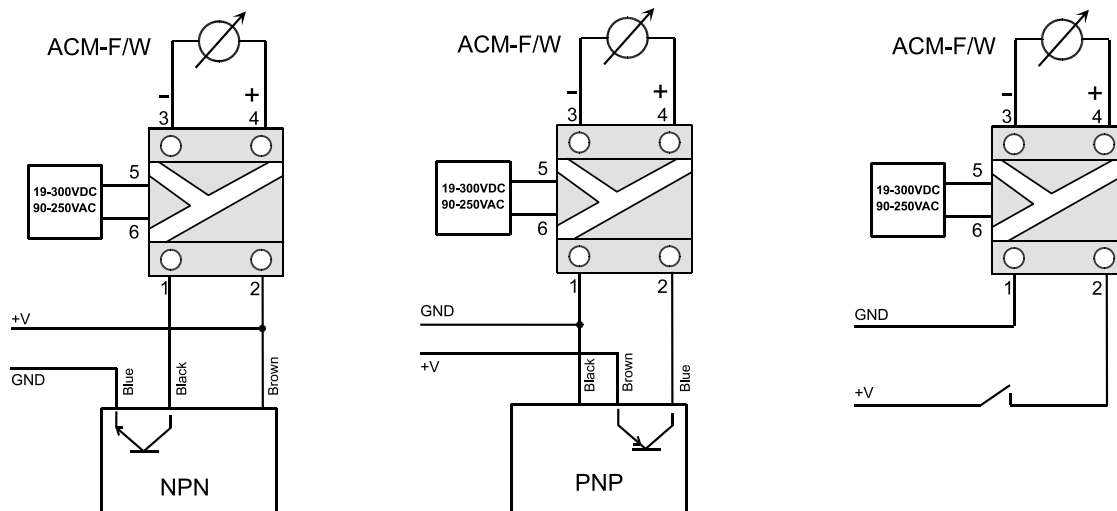 ACM-F/W
−
+
3
4
5
19-300VDC
90-250VAC
6
1
2
+V
GND
Blue
Black
Brown
NPN
ACM-F/W
−
+
3
4
5
19-300VDC
90-250VAC
6
1
2
GND
+V
Black
Brown
Blue
PNP
ACM-F/W
−
+
3
4
5
19-300VDC
90-250VAC
6
1
2
GND
+V